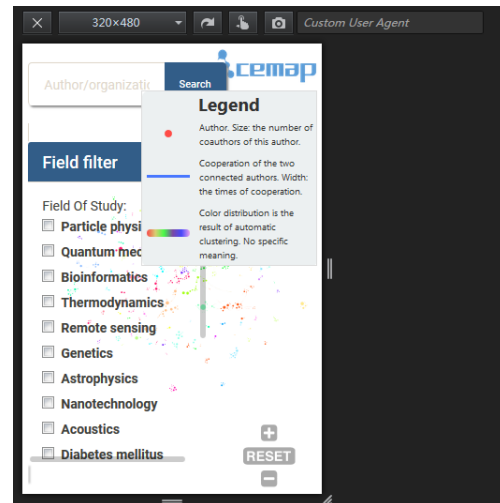 320×480
Custom User Agent
cemap
Author/organizatic
Search
Legend
Author. Size: the number of
coauthors of this author.
Cooperation of the two
connected authors. Width:
the times of cooperation.
Color distribution is the
result of automatic
clustering. No specific
meaning.
Field filter
Field Of Study:
Particle physi
Quantum mec
Bioinformatics
Thermodynamics
Remote sensing
Genetics
Astrophysics
Nanotechnology
Acoustics
Diabetes mellitus
RESET